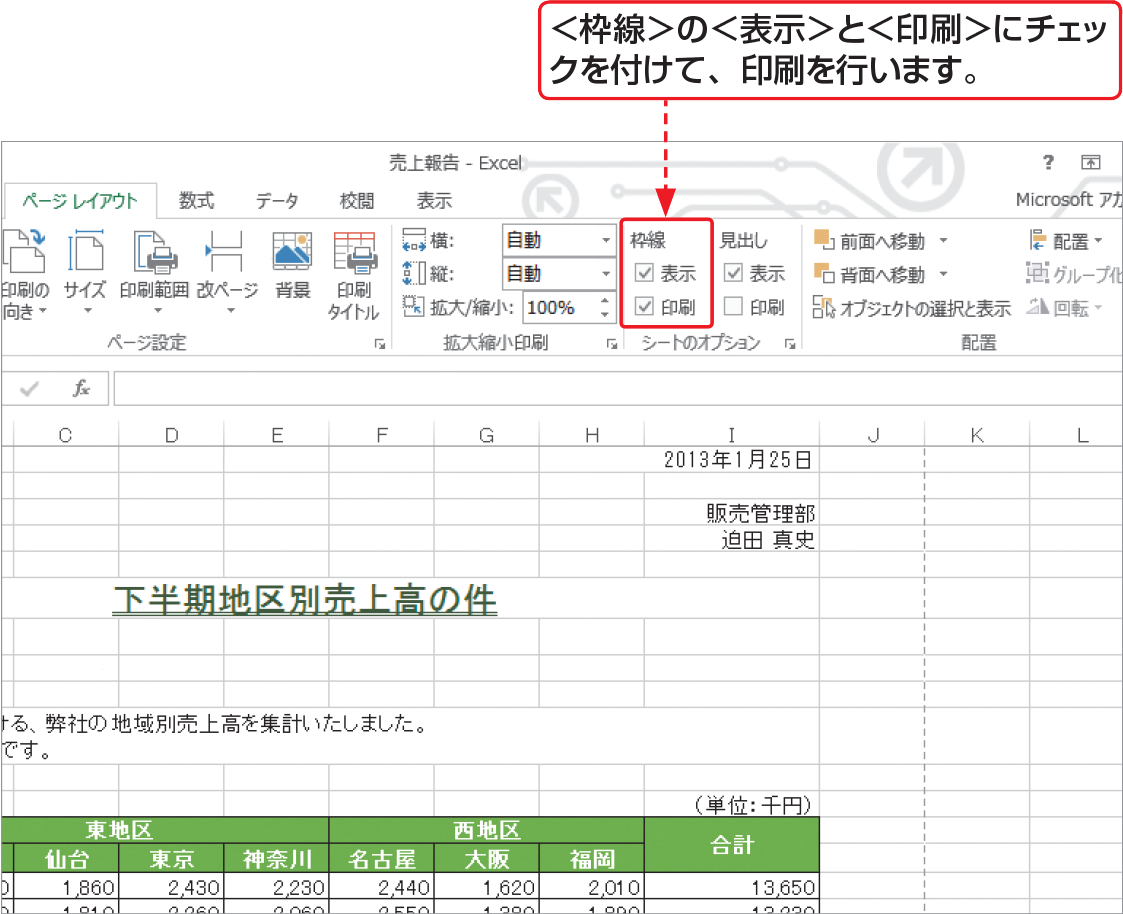 ＜枠線＞の＜表示＞と＜印刷＞にチェッ
クを付けて、印刷を行います。
売上報告 - Excel
?
ページ レイアウト 数式 データ 校閲 表示 Microsoft アカ
印刷の
向き サイズ 印刷範囲 改ページ 背景 印刷
タイトル
ページ設定
横: 自動
縦: 自動
拡大/縮小: 100%
拡大縮小印刷
枠線 見出し
表示 表示
印刷 印刷
シートのオプション
前面へ移動 配置
背面へ移動 グループ化
オブジェクトの選択と表示 回転
配置
fx
C D E F G H I J K L
2013年1月25日
販売管理部
迫田 真史
下半期地区別売上高の件
ける、弊社の地域別売上高を集計いたしました。
です。
（単位：千円）
東地区 西地区 合計
仙台 東京 神奈川 名古屋 大阪 福岡
1,860 2,430 2,230 2,440 1,620 2,010 13,650